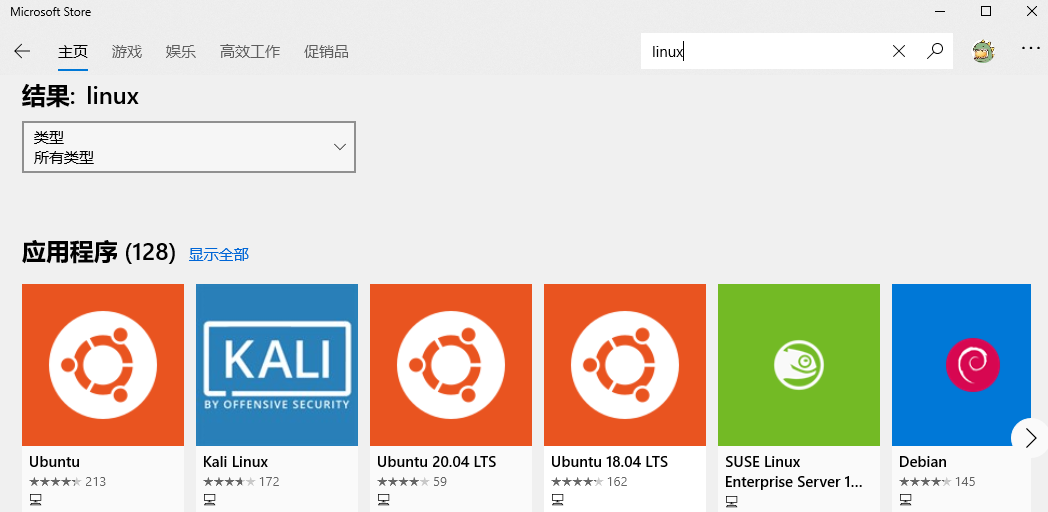 Microsoft Store
主页 游戏 娱乐 高效工作 促销品 linux
结果: linux
类型
所有类型
应用程序 (128) 显示全部
KALI
BY OFFENSIVE SECURITY
Ubuntu Kali Linux Ubuntu 20.04 LTS Ubuntu 18.04 LTS SUSE Linux Debian
213 172 59 162 Enterprise Server 1... 145